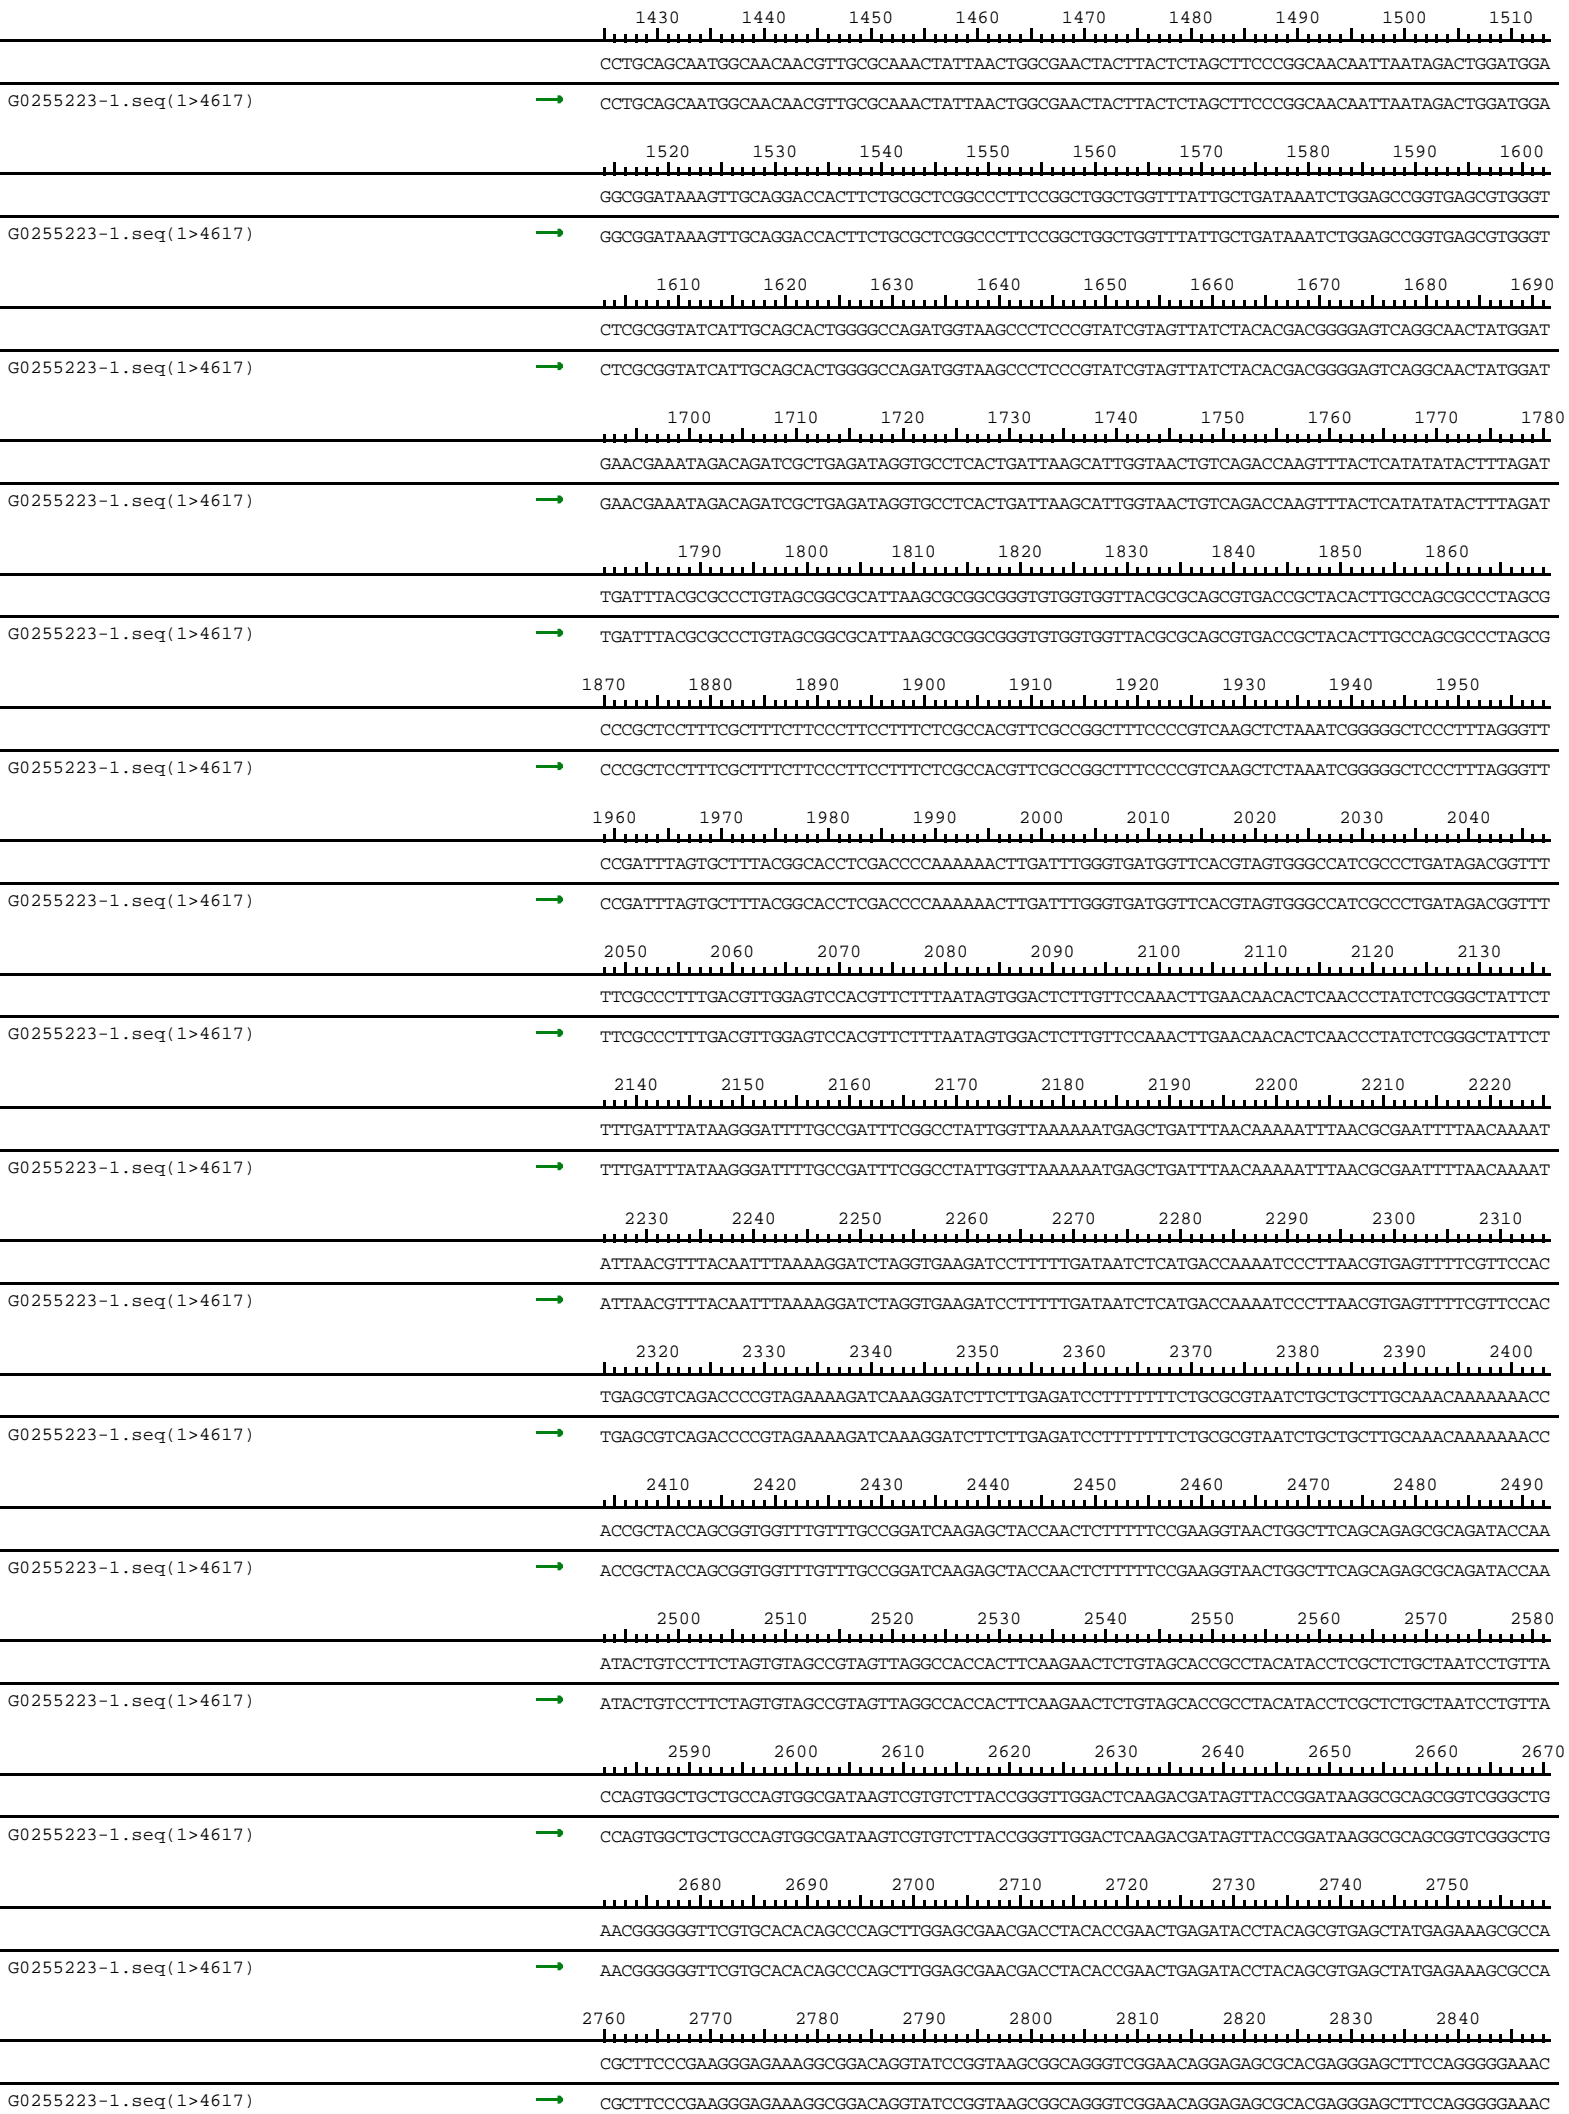 1430 1440 1450 1460 1470 1480 1490 1500 1510
CCTGCAGCAATGGCAACAACGTTGCGCAAACTATTAACTGGCGAACTACTTACTCTAGCTTCCCGGCAACAATTAATAGACTGGATGGA
G0255223-1.seq(1>4617) CCTGCAGCAATGGCAACAACGTTGCGCAAACTATTAACTGGCGAACTACTTACTCTAGCTTCCCGGCAACAATTAATAGACTGGATGGA
1520 1530 1540 1550 1560 1570 1580 1590 1600
GGCGGATAAAGTTGCAGGACCACTTCTGCGCTCGGCCCTTCCGGCTGGCTGGTTTATTGCTGATAAATCTGGAGCCGGTGAGCGTGGGT
G0255223-1.seq(1>4617) GGCGGATAAAGTTGCAGGACCACTTCTGCGCTCGGCCCTTCCGGCTGGCTGGTTTATTGCTGATAAATCTGGAGCCGGTGAGCGTGGGT
1610 1620 1630 1640 1650 1660 1670 1680 1690
CTCGCGGTATCATTGCAGCACTGGGGCCAGATGGTAAGCCCTCCCGTATCGTAGTTATCTACACGACGGGGAGTCAGGCAACTATGGAT
G0255223-1.seq(1>4617) CTCGCGGTATCATTGCAGCACTGGGGCCAGATGGTAAGCCCTCCCGTATCGTAGTTATCTACACGACGGGGAGTCAGGCAACTATGGAT
1700 1710 1720 1730 1740 1750 1760 1770 1780
GAACGAAATAGACAGATCGCTGAGATAGGTGCCTCACTGATTAAGCATTGGTAACTGTCAGACCAAGTTTACTCATATATACTTTAGAT
G0255223-1.seq(1>4617) GAACGAAATAGACAGATCGCTGAGATAGGTGCCTCACTGATTAAGCATTGGTAACTGTCAGACCAAGTTTACTCATATATACTTTAGAT
1790 1800 1810 1820 1830 1840 1850 1860
TGATTTACGCGCCCTGTAGCGGCGCATTAAGCGCGGCGGGTGTGGTGGTTACGCGCAGCGTGACCGCTACACTTGCCAGCGCCCTAGCG
G0255223-1.seq(1>4617) TGATTTACGCGCCCTGTAGCGGCGCATTAAGCGCGGCGGGTGTGGTGGTTACGCGCAGCGTGACCGCTACACTTGCCAGCGCCCTAGCG
1870 1880 1890 1900 1910 1920 1930 1940 1950
CCCGCTCCTTTCGCTTTCTTCCCTTCCTTTCTCGCCACGTTCGCCGGCTTTCCCCGTCAAGCTCTAAATCGGGGGCTCCCTTTAGGGTT
G0255223-1.seq(1>4617) CCCGCTCCTTTCGCTTTCTTCCCTTCCTTTCTCGCCACGTTCGCCGGCTTTCCCCGTCAAGCTCTAAATCGGGGGCTCCCTTTAGGGTT
1960 1970 1980 1990 2000 2010 2020 2030 2040
CCGATTTAGTGCTTTACGGCACCTCGACCCCAAAAAACTTGATTTGGGTGATGGTTCACGTAGTGGGCCATCGCCCTGATAGACGGTTT
G0255223-1.seq(1>4617) CCGATTTAGTGCTTTACGGCACCTCGACCCCAAAAAACTTGATTTGGGTGATGGTTCACGTAGTGGGCCATCGCCCTGATAGACGGTTT
2050 2060 2070 2080 2090 2100 2110 2120 2130
TTCGCCCTTTGACGTTGGAGTCCACGTTCTTTAATAGTGGACTCTTGTTCCAAACTTGAACAACACTCAACCCTATCTCGGGCTATTCT
G0255223-1.seq(1>4617) TTCGCCCTTTGACGTTGGAGTCCACGTTCTTTAATAGTGGACTCTTGTTCCAAACTTGAACAACACTCAACCCTATCTCGGGCTATTCT
2140 2150 2160 2170 2180 2190 2200 2210 2220
TTTGATTTATAAGGGATTTTGCCGATTTCGGCCTATTGGTTAAAAAATGAGCTGATTTAACAAAAATTTAACGCGAATTTTAACAAAAT
G0255223-1.seq(1>4617) TTTGATTTATAAGGGATTTTGCCGATTTCGGCCTATTGGTTAAAAAATGAGCTGATTTAACAAAAATTTAACGCGAATTTTAACAAAAT
2230 2240 2250 2260 2270 2280 2290 2300 2310
ATTAACGTTTACAATTTAAAAGGATCTAGGTGAAGATCCTTTTTGATAATCTCATGACCAAAATCCCTTAACGTGAGTTTTCGTTCCAC
G0255223-1.seq(1>4617) ATTAACGTTTACAATTTAAAAGGATCTAGGTGAAGATCCTTTTTGATAATCTCATGACCAAAATCCCTTAACGTGAGTTTTCGTTCCAC
2320 2330 2340 2350 2360 2370 2380 2390 2400
TGAGCGTCAGACCCCGTAGAAAAGATCAAAGGATCTTCTTGAGATCCTTTTTTTCTGCGCGTAATCTGCTGCTTGCAAACAAAAAAACC
G0255223-1.seq(1>4617) TGAGCGTCAGACCCCGTAGAAAAGATCAAAGGATCTTCTTGAGATCCTTTTTTTCTGCGCGTAATCTGCTGCTTGCAAACAAAAAAACC
2410 2420 2430 2440 2450 2460 2470 2480 2490
ACCGCTACCAGCGGTGGTTTGTTTGCCGGATCAAGAGCTACCAACTCTTTTTCCGAAGGTAACTGGCTTCAGCAGAGCGCAGATACCAA
G0255223-1.seq(1>4617) ACCGCTACCAGCGGTGGTTTGTTTGCCGGATCAAGAGCTACCAACTCTTTTTCCGAAGGTAACTGGCTTCAGCAGAGCGCAGATACCAA
2500 2510 2520 2530 2540 2550 2560 2570 2580
ATACTGTCCTTCTAGTGTAGCCGTAGTTAGGCCACCACTTCAAGAACTCTGTAGCACCGCCTACATACCTCGCTCTGCTAATCCTGTTA
G0255223-1.seq(1>4617) ATACTGTCCTTCTAGTGTAGCCGTAGTTAGGCCACCACTTCAAGAACTCTGTAGCACCGCCTACATACCTCGCTCTGCTAATCCTGTTA
2590 2600 2610 2620 2630 2640 2650 2660 2670
CCAGTGGCTGCTGCCAGTGGCGATAAGTCGTGTCTTACCGGGTTGGACTCAAGACGATAGTTACCGGATAAGGCGCAGCGGTCGGGCTG
G0255223-1.seq(1>4617) CCAGTGGCTGCTGCCAGTGGCGATAAGTCGTGTCTTACCGGGTTGGACTCAAGACGATAGTTACCGGATAAGGCGCAGCGGTCGGGCTG
2680 2690 2700 2710 2720 2730 2740 2750
AACGGGGGGTTCGTGCACACAGCCCAGCTTGGAGCGAACGACCTACACCGAACTGAGATACCTACAGCGTGAGCTATGAGAAAGCGCCA
G0255223-1.seq(1>4617) AACGGGGGGTTCGTGCACACAGCCCAGCTTGGAGCGAACGACCTACACCGAACTGAGATACCTACAGCGTGAGCTATGAGAAAGCGCCA
2760 2770 2780 2790 2800 2810 2820 2830 2840
CGCTTCCCGAAGGGAGAAAGGCGGACAGGTATCCGGTAAGCGGCAGGGTCGGAACAGGAGAGCGCACGAGGGAGCTTCCAGGGGGAAAC
G0255223-1.seq(1>4617) CGCTTCCCGAAGGGAGAAAGGCGGACAGGTATCCGGTAAGCGGCAGGGTCGGAACAGGAGAGCGCACGAGGGAGCTTCCAGGGGGAAAC